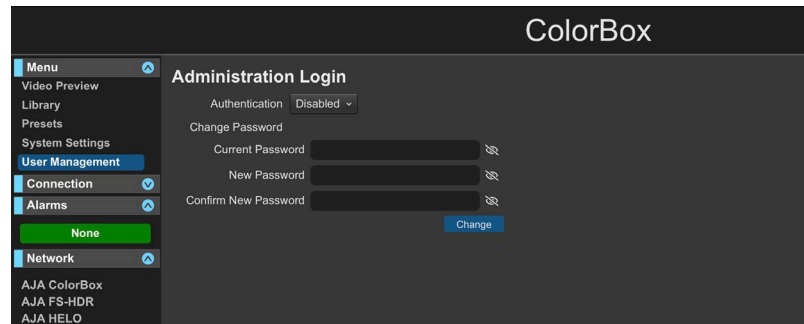 ColorBox
Menu
Video Preview
Library
Presets
System Settings
User Management
Connection
Alarms
None
Network
AJA ColorBox
AJA FS-HDR
AJA HELO
Administration Login
Authentication Disabled
Change Password
Current Password
New Password
Confirm New Password
Change